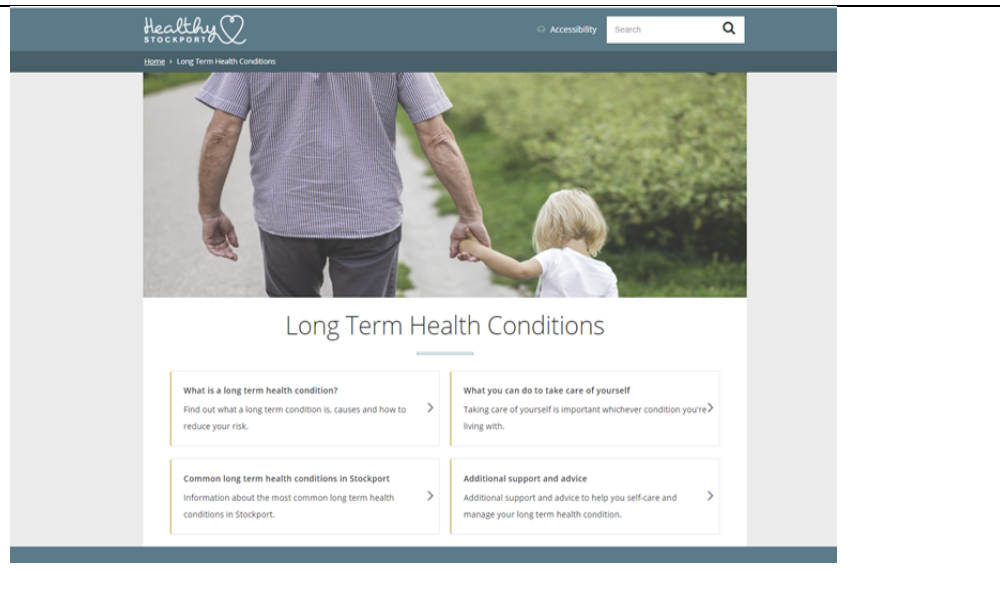 Healthy
STOCKPORT
Accessibility
Search
Home › Long Term Health Conditions
Long Term Health Conditions
What is a long term health condition?
Find out what a long term condition is, causes and how to
reduce your risk.
What you can do to take care of yourself
Taking care of yourself is important whichever condition you're
living with.
Common long term health conditions in Stockport
Information about the most common long term health
conditions in Stockport.
Additional support and advice
Additional support and advice to help you self-care and
manage your long term health condition.